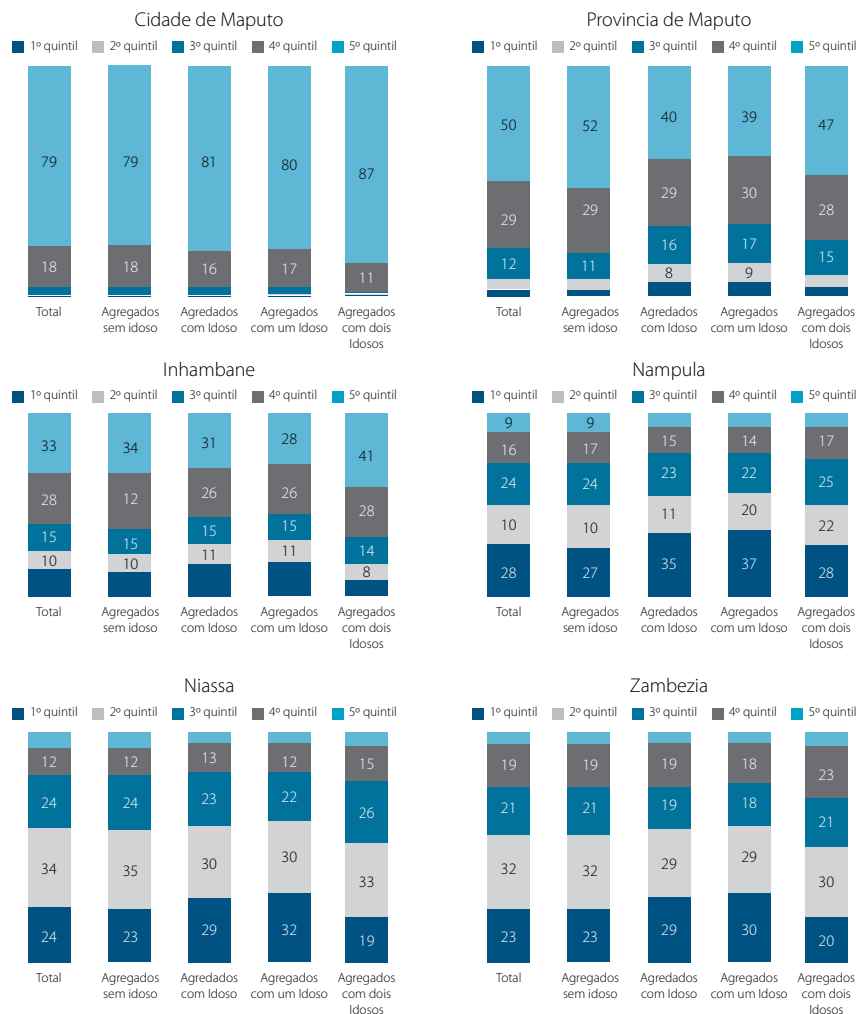 Cidade de Maputo
1º quintil 2º quintil 3º quintil 4º quintil 5º quintil
79 79 81 80 87
18 18 16 17 11
Total Agregados Agredados Agregados Agregados
sem idoso com Idoso com um Idoso com dois
Idosos
Provincia de Maputo
1º quintil 2º quintil 3º quintil 4º quintil 5º quintil
50 52 40 39 47
29 29 29 30 28
12 11 16 17 15
8 9
Total Agregados Agredados Agregados Agregados
sem idoso com Idoso com um Idoso com dois
Idosos
Inhambane
1º quintil 2º quintil 3º quintil 4º quintil 5º quintil
33 34 31 28 41
28 12 26 26 28
15 15 15 15 14
10 10 11 11 8
Total Agregados Agredados Agregados Agregados
sem idoso com Idoso com um Idoso com dois
Idosos
Nampula
1º quintil 2º quintil 3º quintil 4º quintil 5º quintil
9 9
16 17 15 14 17
24 24 23 22 25
10 10 11 20 22
28 27 35 37 28
Total Agregados Agredados Agregados Agregados
sem idoso com Idoso com um Idoso com dois
Idosos
Niassa
1º quintil 2º quintil 3º quintil 4º quintil 5º quintil
12 12 13 12 15
24 24 23 22 26
34 35 30 30 33
24 23 29 32 19
Total Agregados Agredados Agregados Agregados
sem idoso com Idoso com um Idoso com dois
Idosos
Zambezia
1º quintil 2º quintil 3º quintil 4º quintil 5º quintil
19 19 19 18 23
21 21 19 18 21
32 32 29 29 30
23 23 29 30 20
Total Agregados Agredados Agregados Agregados
sem idoso com Idoso com um Idoso com dois
Idosos